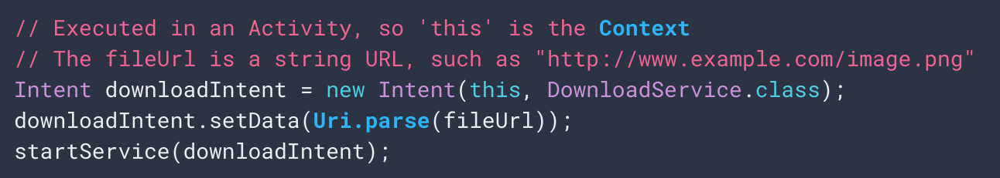 // Executed in an Activity, so 'this' is the Context
// The fileUrl is a string URL, such as "http://www.example.com/image.png"
Intent downloadIntent = new Intent(this, DownloadService.class);
downloadIntent.setData(Uri.parse(fileUrl));
startService(downloadIntent);